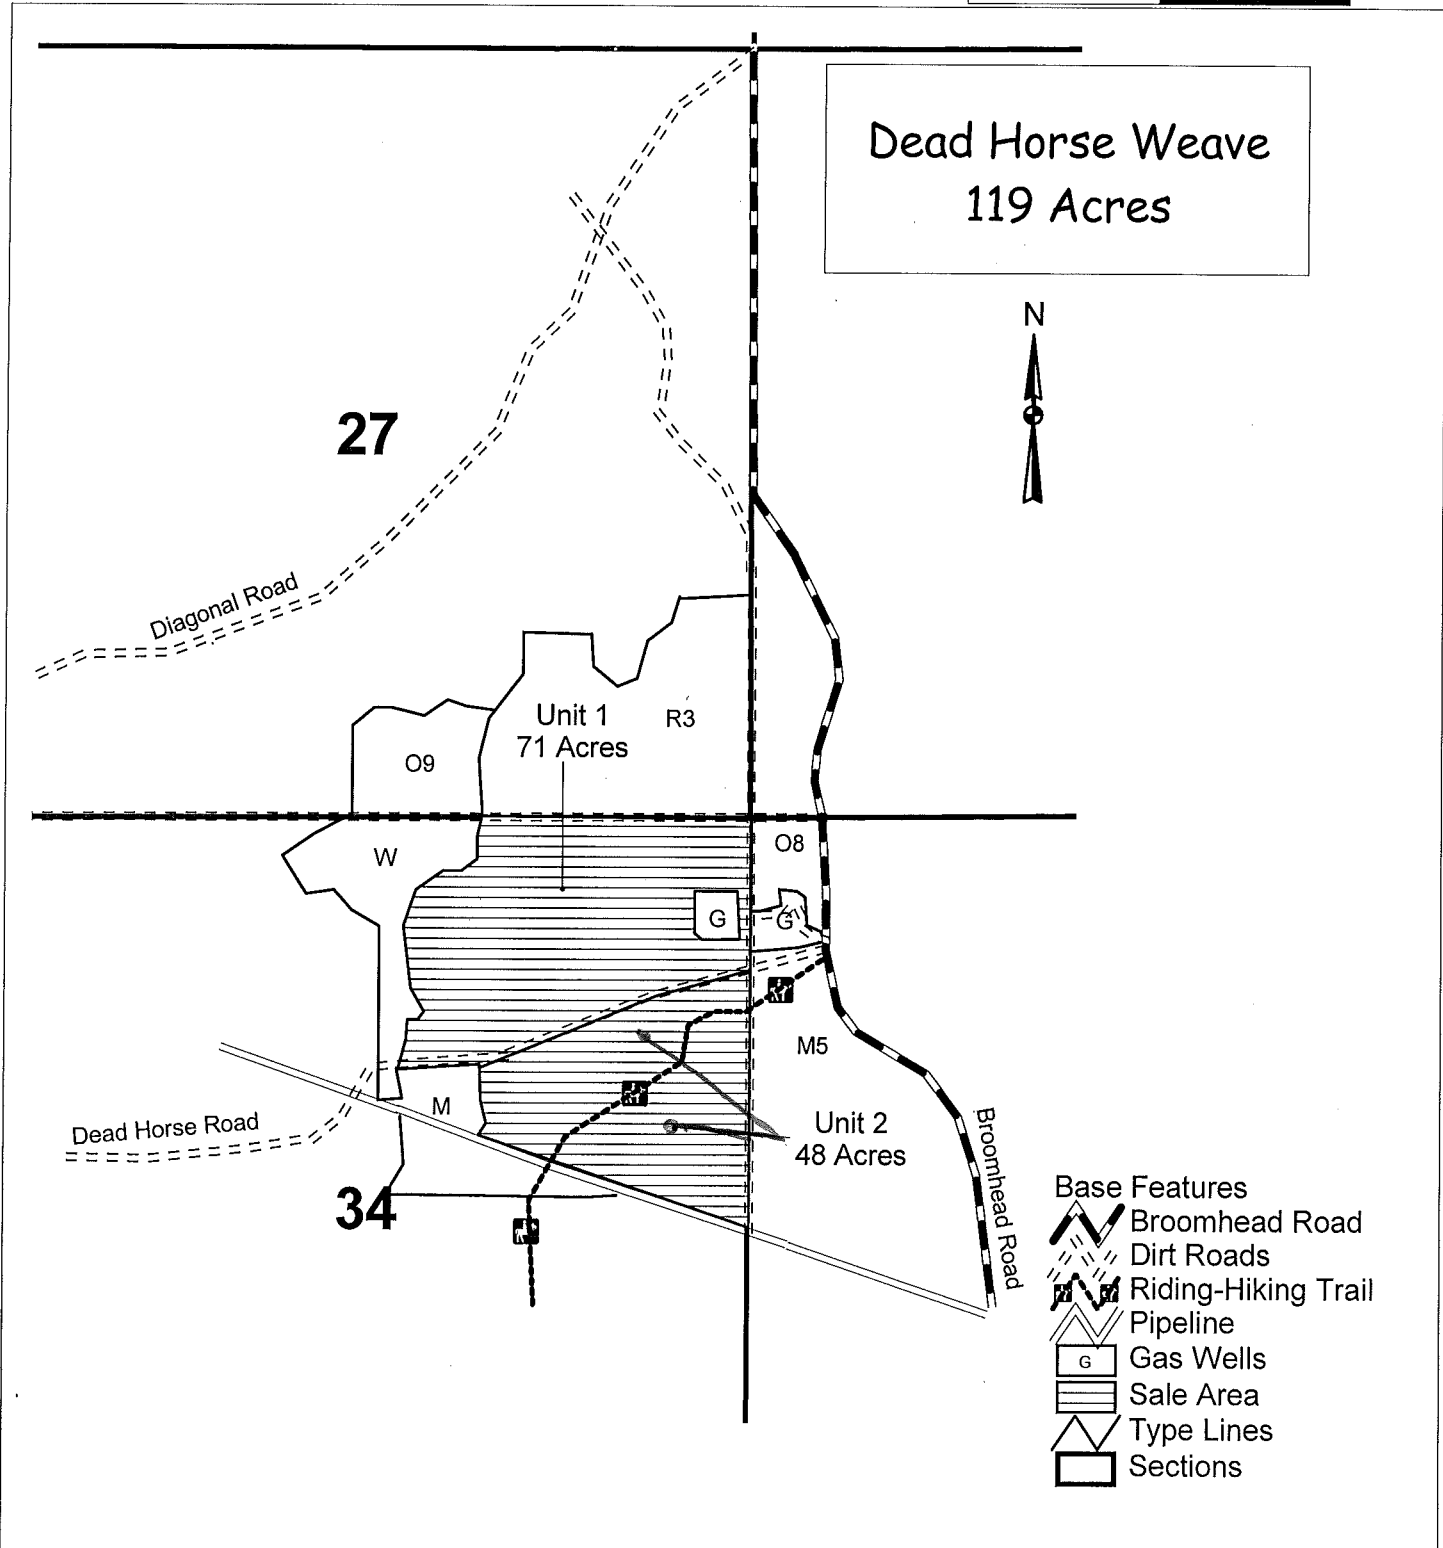 Dead Horse Weave
119 Acres
N
27
Diagonal Road
Unit 1
71 Acres
R3
O9
W
O8
G
G
M5
M
Dead Horse Road
Unit 2
48 Acres
34
Broomhead Road
Base Features
Broomhead Road
Dirt Roads
Riding-Hiking Trail
Pipeline
G
Gas Wells
Sale Area
Type Lines
Sections